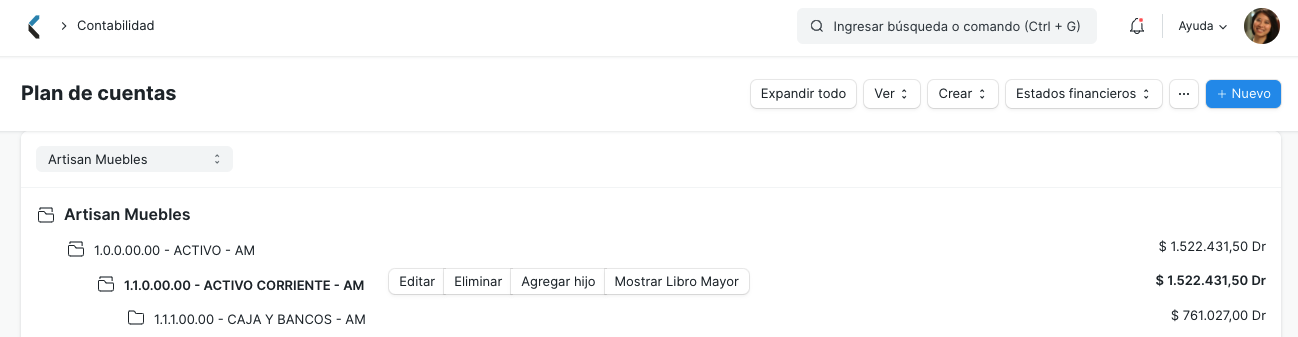 Contabilidad
Ingresar búsqueda o comando (Ctrl + G)
Ayuda
Plan de cuentas
Expandir todo
Ver
Crear
Estados financieros
...
+ Nuevo
Artisan Muebles
Artisan Muebles
1.0.0.00.00 - ACTIVO - AM $ 1.522.431,50 Dr
1.1.0.00.00 - ACTIVO CORRIENTE - AM Editar Eliminar Agregar hijo Mostrar Libro Mayor $ 1.522.431,50 Dr
1.1.1.00.00 - CAJA Y BANCOS - AM $ 761.027,00 Dr